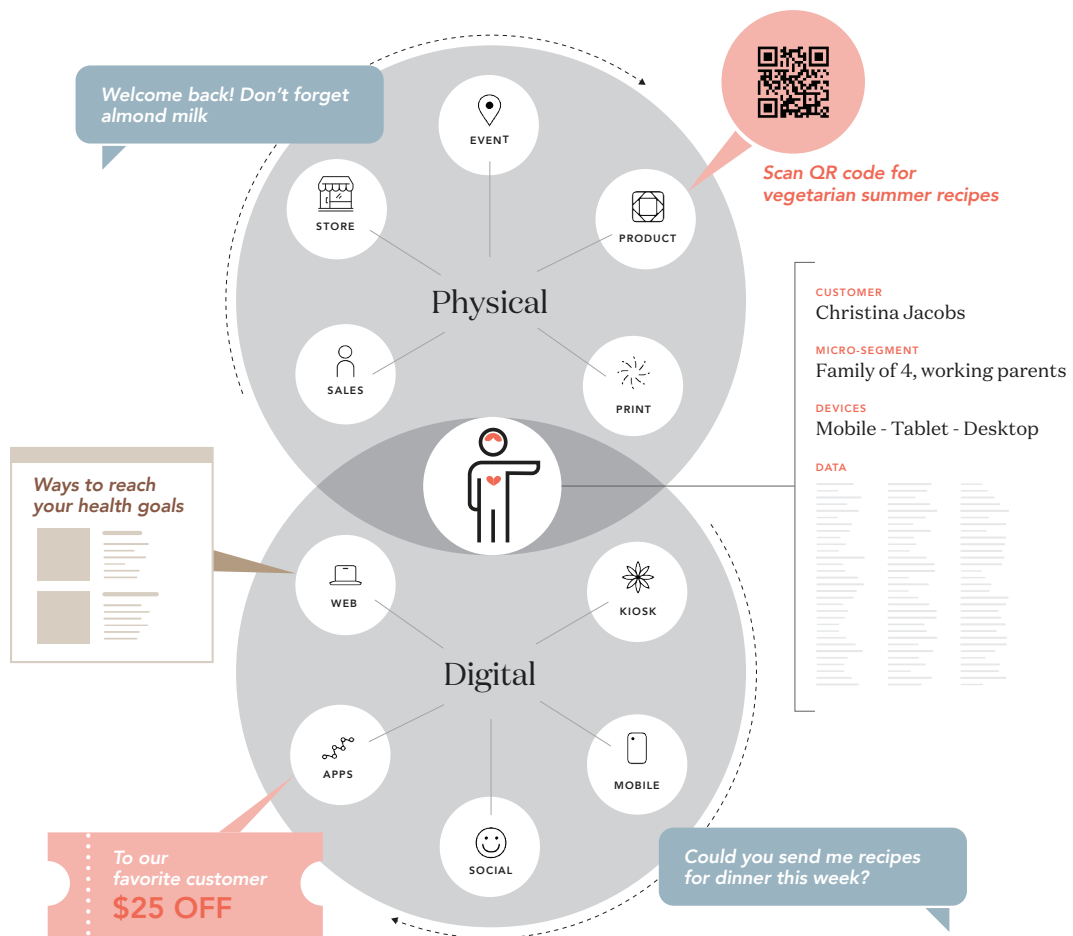 Welcome back! Don't forget
almond milk
EVENT
STORE
PRODUCT
Scan QR code for
vegetarian summer recipes
Physical
SALES
PRINT
CUSTOMER
Christina Jacobs
MICRO-SEGMENT
Family of 4, working parents
DEVICES
Mobile - Tablet - Desktop
DATA
Ways to reach
your health goals
WEB
KIOSK
Digital
APPS
MOBILE
SOCIAL
To our
favorite customer
$25 OFF
Could you send me recipes
for dinner this week?